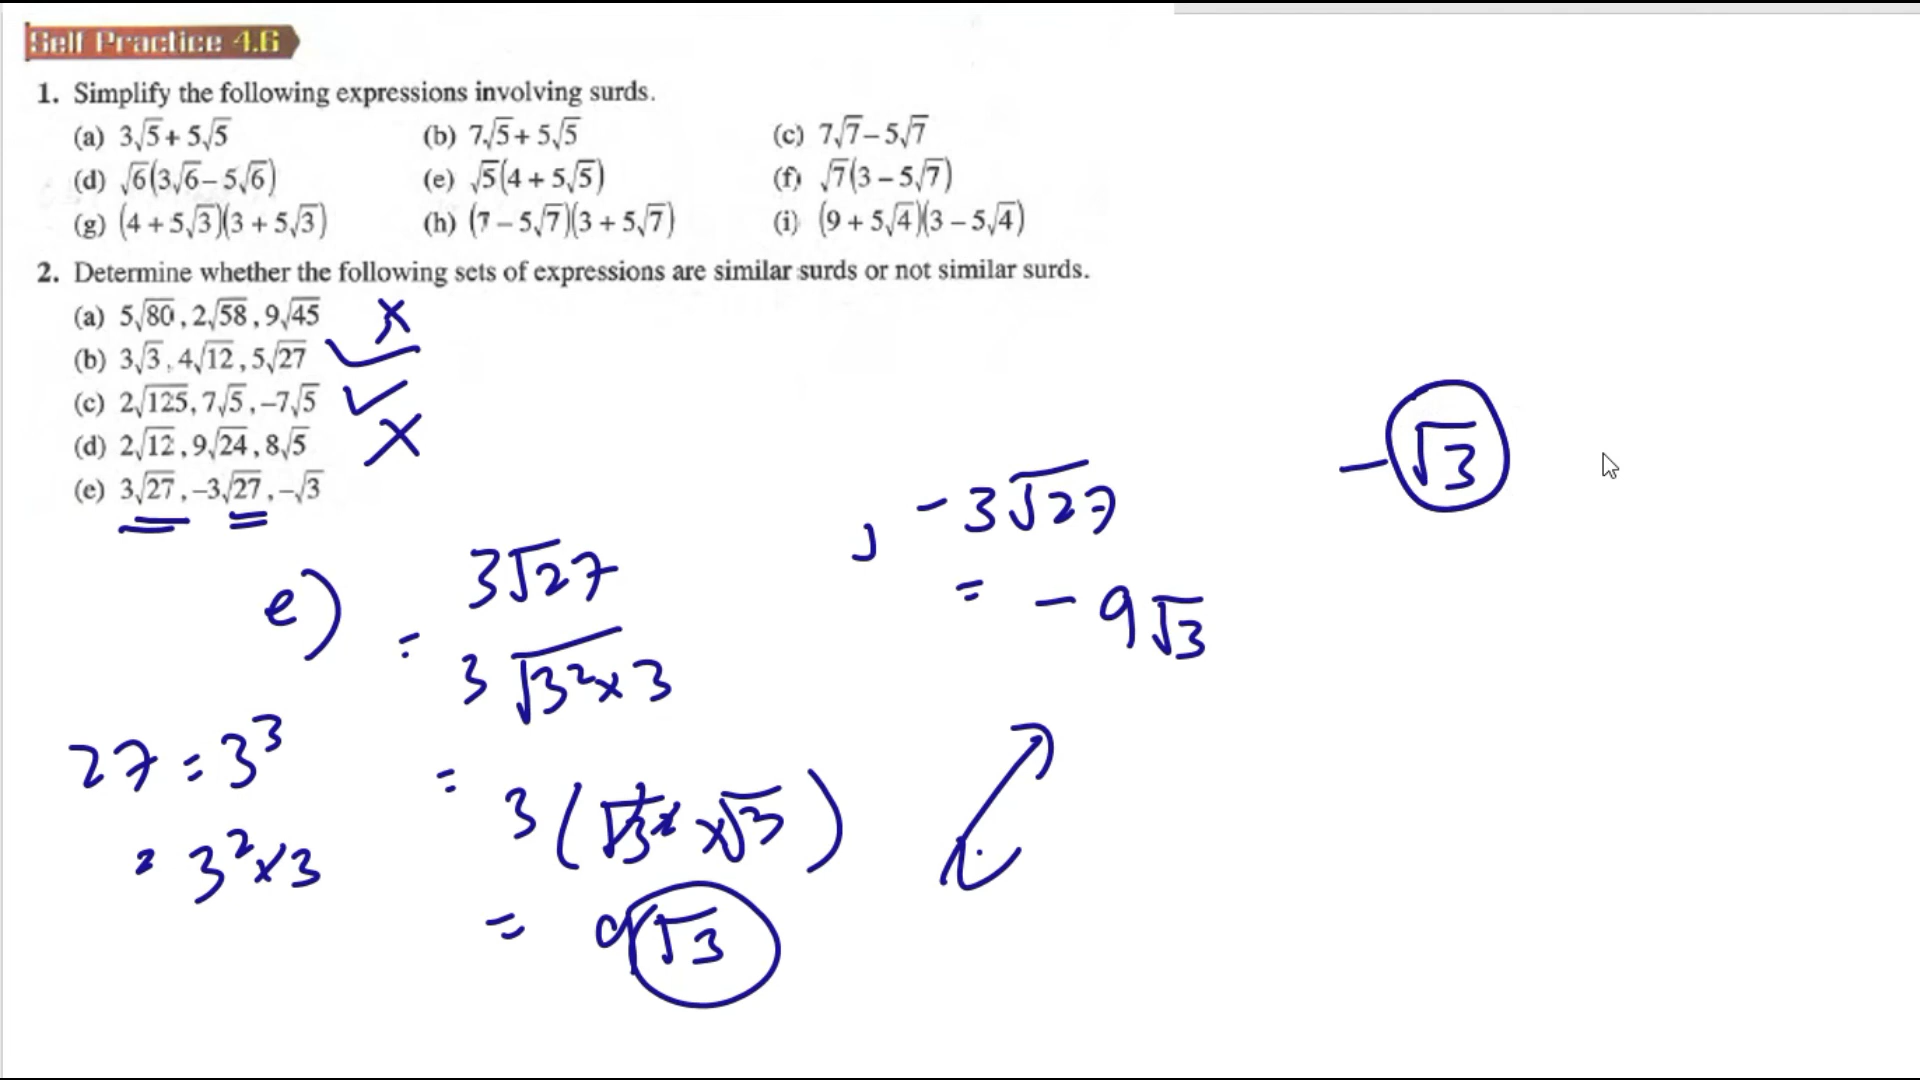 Self Practice 4.6
1. Simplify the following expressions involving surds.
(a) 3√5 + 5√5 (b) 7√5 + 5√5 (c) 7√7 – 5√7
(d) √6(3√6 – 5√6) (e) √5(4 + 5√5) (f) √7(3 – 5√7)
(g) (4 + 5√3)(3 + 5√3) (h) (7 – 5√7)(3 + 5√7) (i) (9 + 5√4)(3 – 5√4)
2. Determine whether the following sets of expressions are similar surds or not similar surds.
(a) 5√80, 2√58, 9√45 ✗
(b) 3√3, 4√12, 5√27 ✓
(c) 2√125, 7√5, –7√5 ✓
(d) 2√12, 9√24, 8√5 ✗
(e) 3√27, –3√27, –√3
e) 3√27 , -3√27 -√3
= 3√3²×3 = -9√3
27 = 3³
= 3(√3² × √3)
= 3²×3
= 9√3